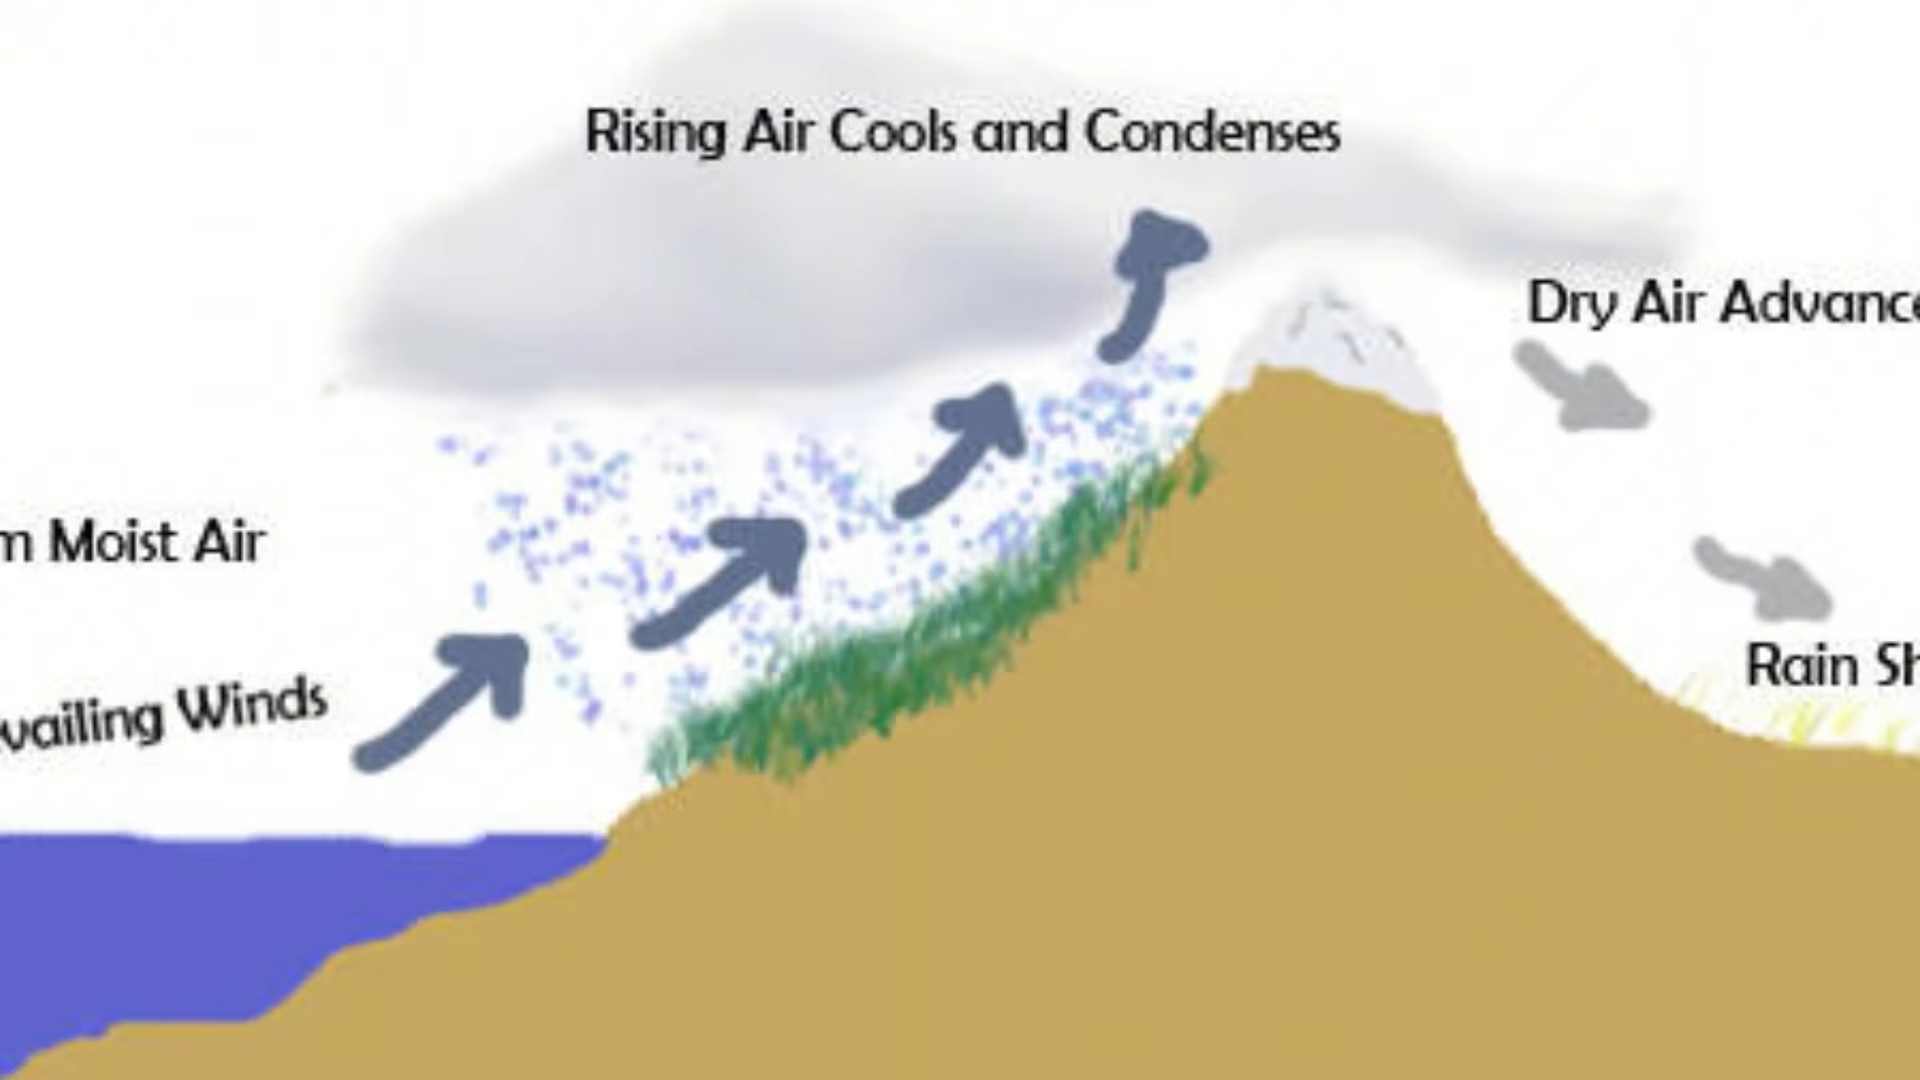 Rising Air Cools and Condenses
Dry Air Advance
m Moist Air
vailing Winds
Rain Sh